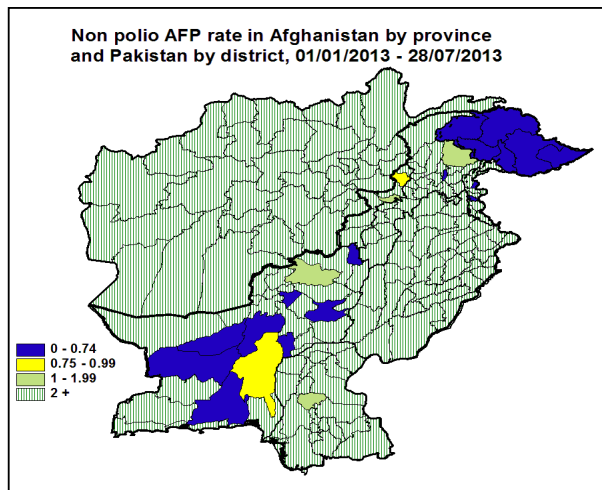 Non polio AFP rate in Afghanistan by province
and Pakistan by district, 01/01/2013 - 28/07/2013
0 - 0.74
0.75 - 0.99
1 - 1.99
2 +